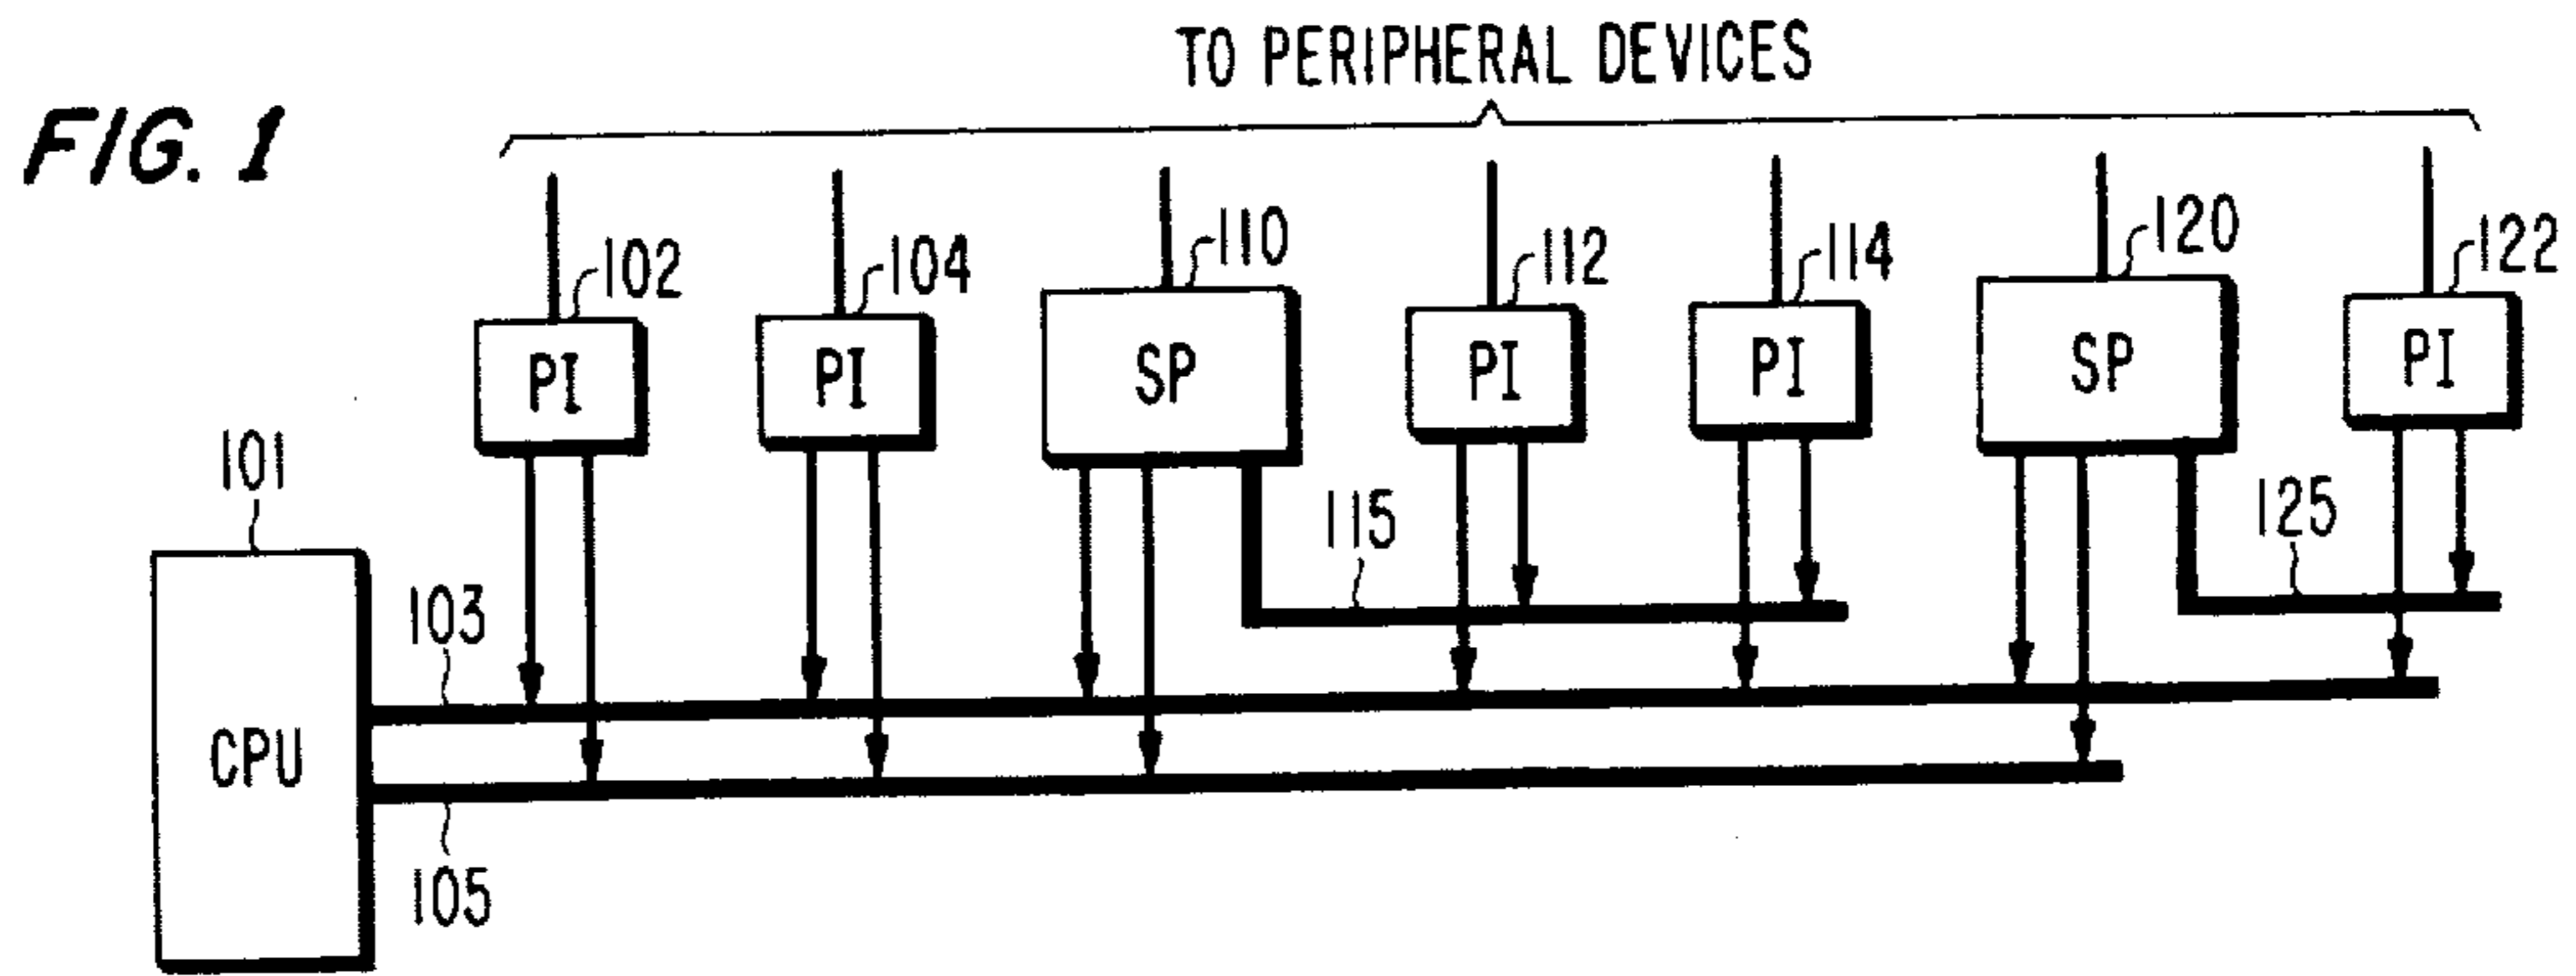 TO PERIPHERAL DEVICES
FIG. 1
102
104
110
112
114
120
122
PI
PI
SP
PI
PI
SP
PI
101
115
125
103
CPU
105